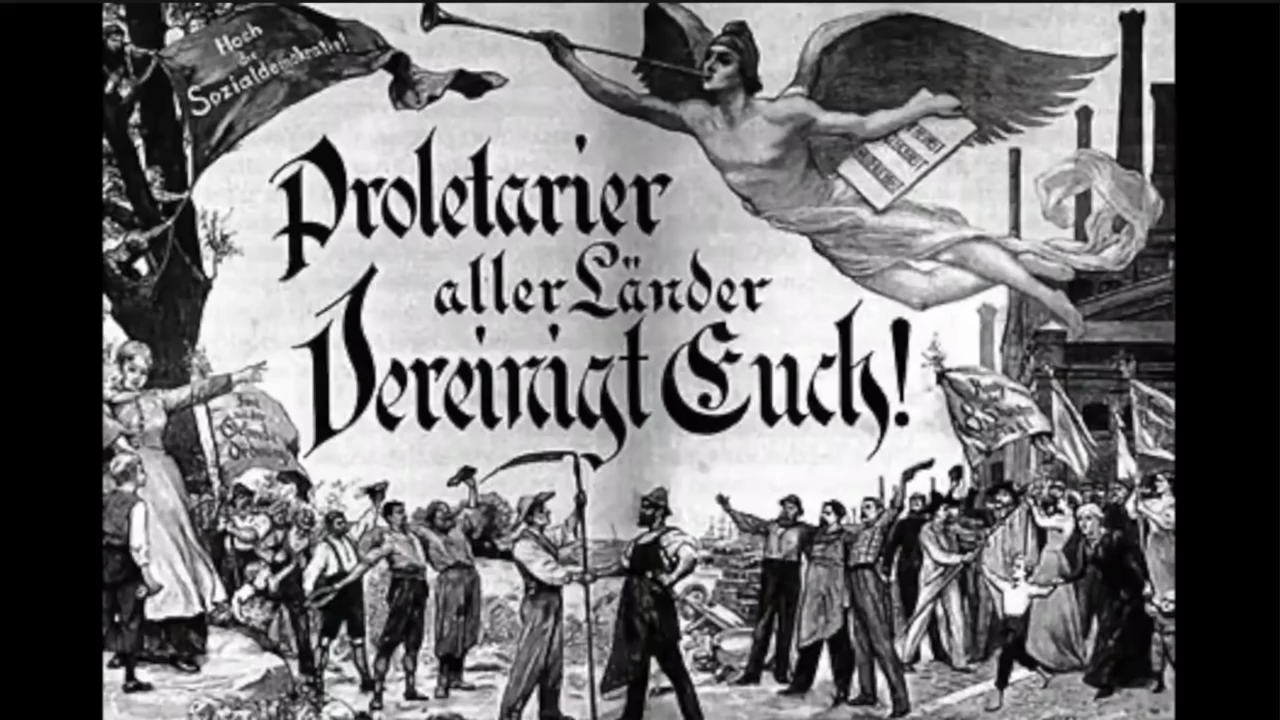 Hoch
die
Sozialdemokratie!
Proletarier
aller Länder
Vereinigt Euch!